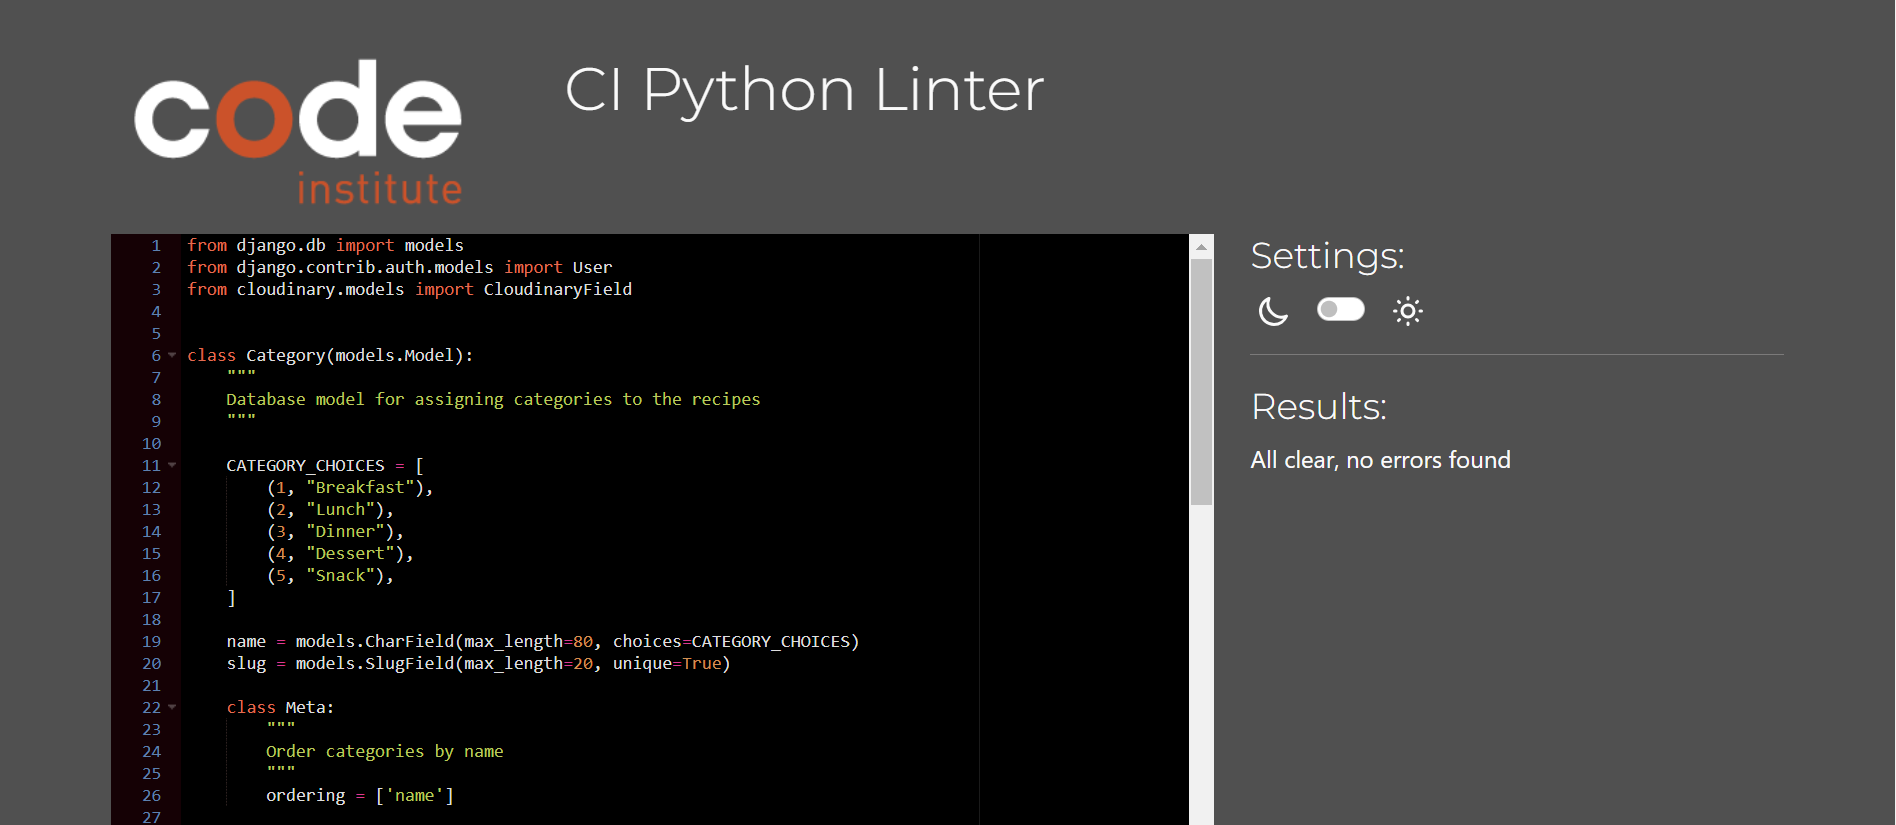 code
institute
CI Python Linter
1 from django.db import models
2 from django.contrib.auth.models import User
3 from cloudinary.models import CloudinaryField
4
5
6 class Category(models.Model):
7     """
8     Database model for assigning categories to the recipes
9     """
10
11     CATEGORY_CHOICES = [
12         (1, "Breakfast"),
13         (2, "Lunch"),
14         (3, "Dinner"),
15         (4, "Dessert"),
16         (5, "Snack"),
17     ]
18
19     name = models.CharField(max_length=80, choices=CATEGORY_CHOICES)
20     slug = models.SlugField(max_length=20, unique=True)
21
22     class Meta:
23         """
24         Order categories by name
25         """
26         ordering = ['name']
27
Settings:
Results:
All clear, no errors found